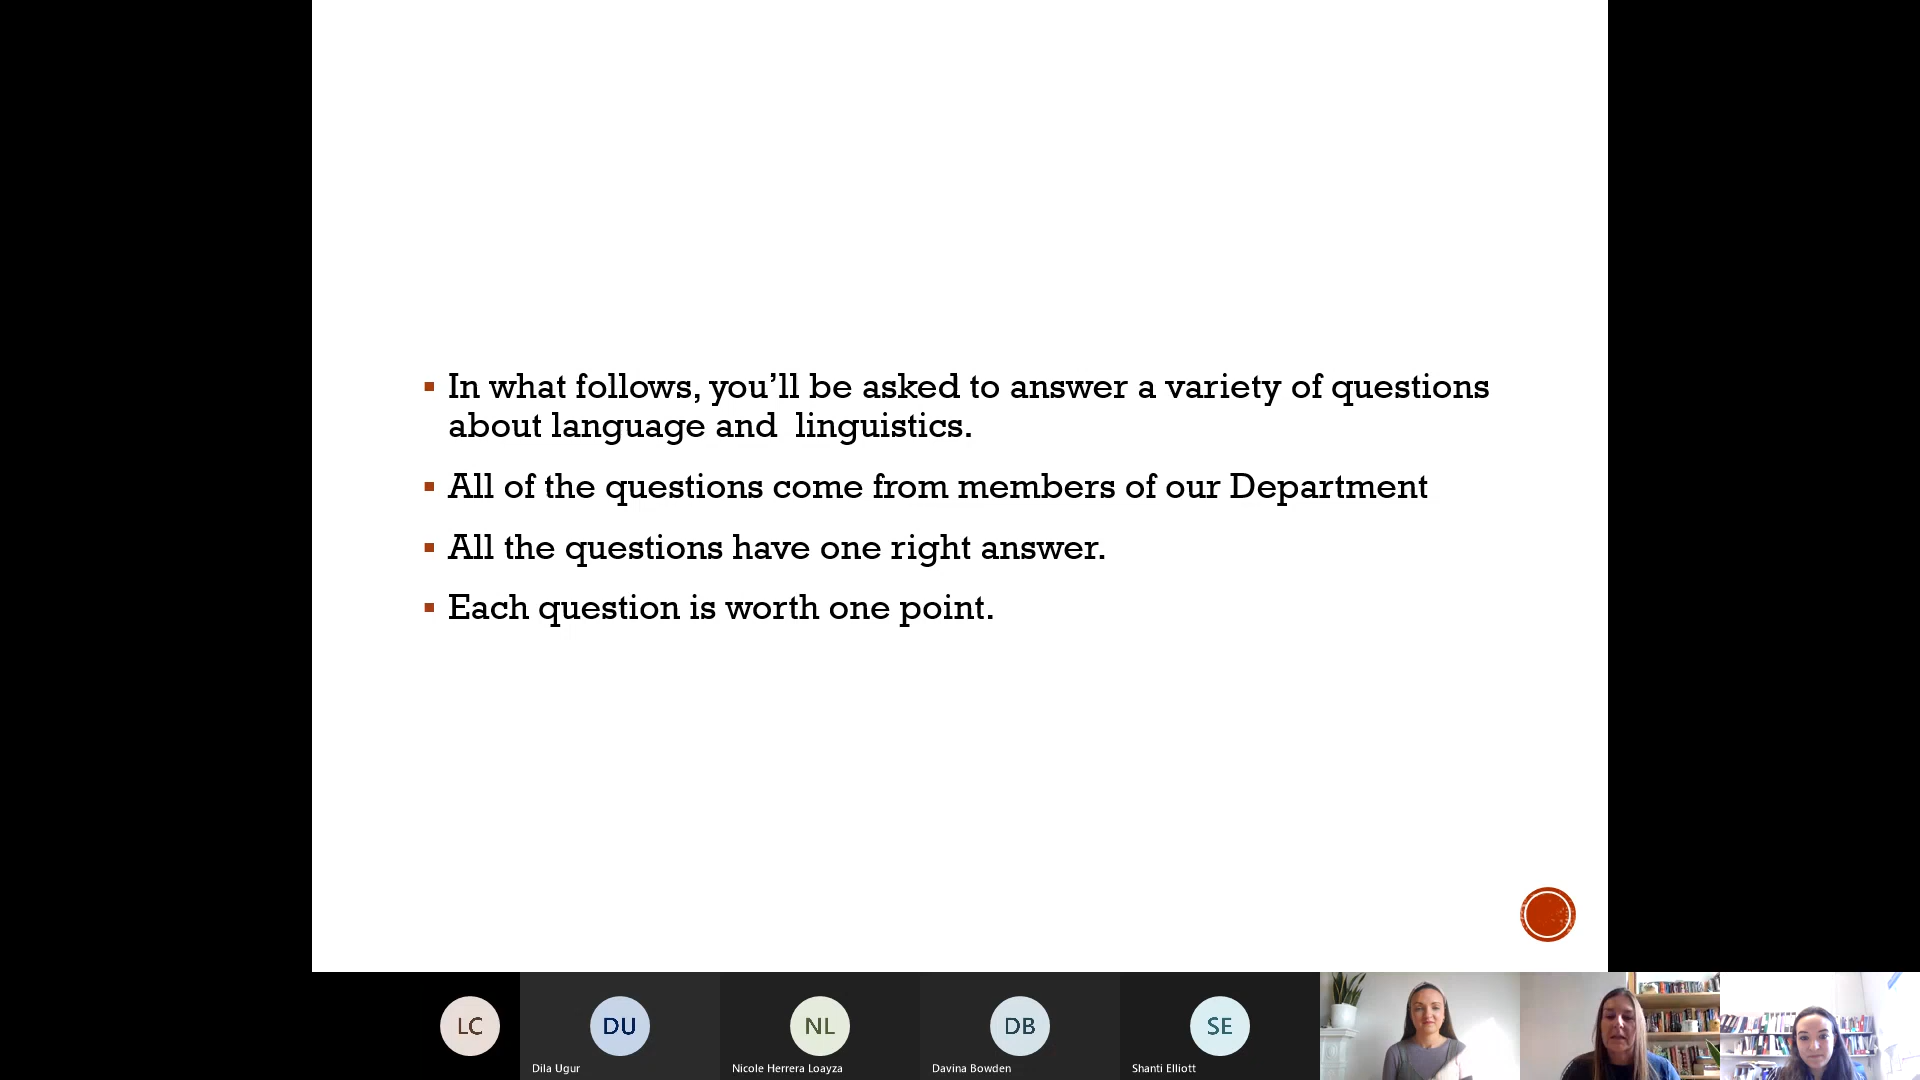 In what follows, you’ll be asked to answer a variety of questions
about language and  linguistics.
All of the questions come from members of our Department
All the questions have one right answer.
Each question is worth one point.
LC
DU
NL
DB
SE
Dila Ugur
Nicole Herrera Loayza
Davina Bowden
Shanti Elliott